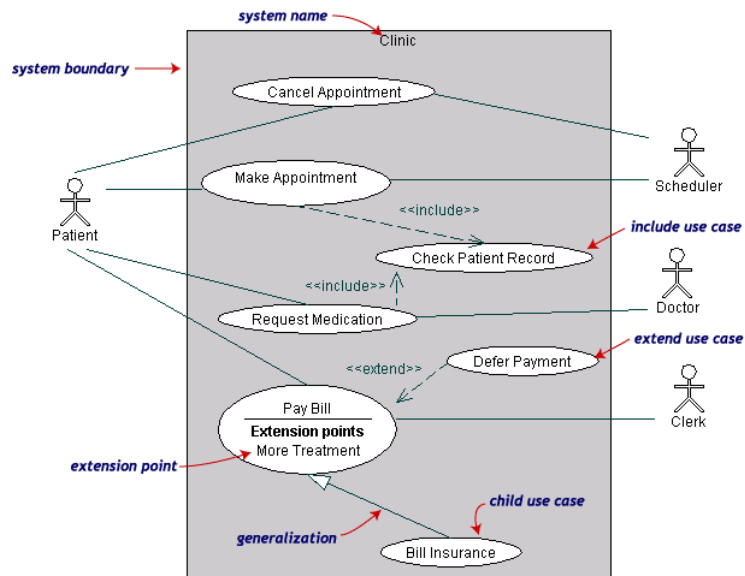 system name
Clinic
system boundary
Cancel Appointment
Make Appointment
Scheduler
<<include>>
Patient
include use case
Check Patient Record
<<include>>
Doctor
Request Medication
extend use case
Defer Payment
<<extend>>
Pay Bill
Clerk
Extension points
More Treatment
extension point
child use case
generalization
Bill Insurance